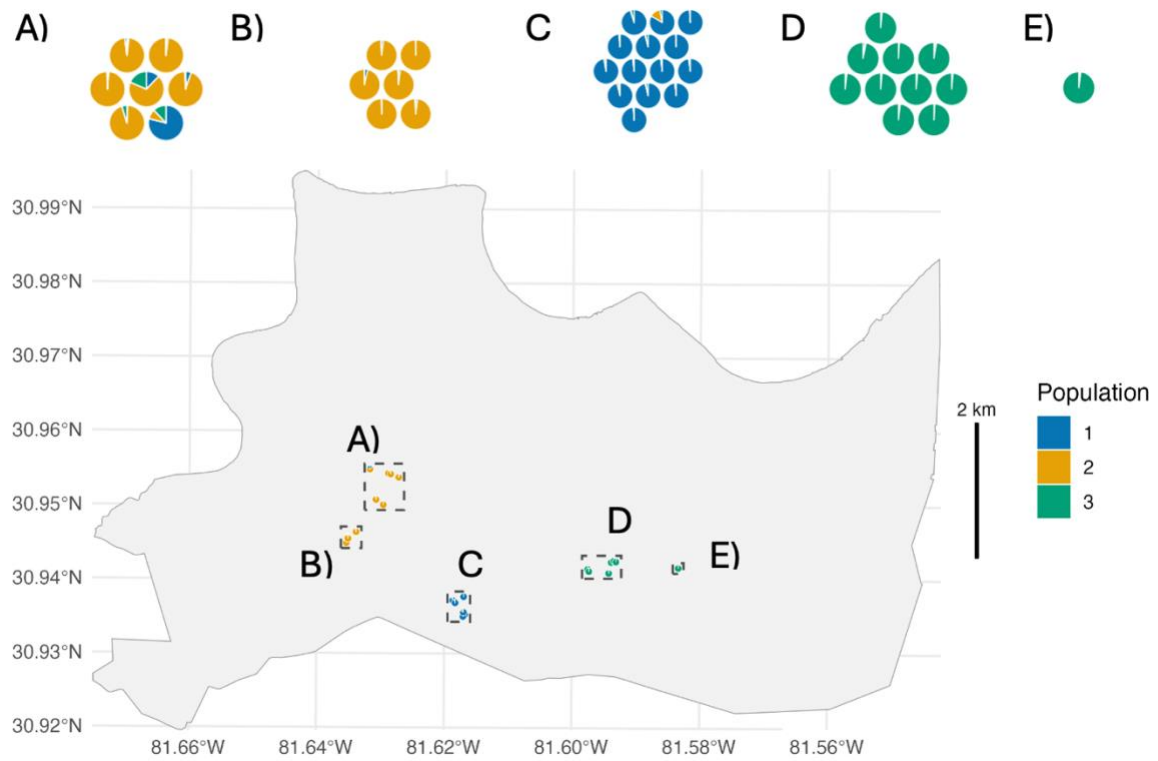 A) B) C D E)
30.99°N
30.98°N
30.97°N
30.96°N
30.95°N
30.94°N
30.93°N
30.92°N
A)
B)
C
D
E)
2 km
Population
1
2
3
81.66°W 81.64°W 81.62°W 81.60°W 81.58°W 81.56°W